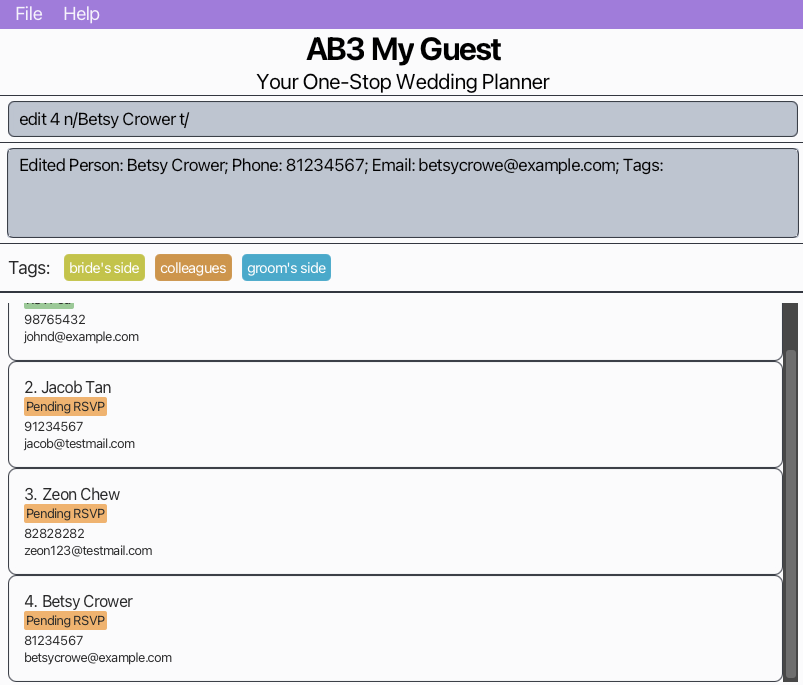 File Help
AB3 My Guest
Your One-Stop Wedding Planner
edit 4 n/Betsy Crower t/
Edited Person: Betsy Crower; Phone: 81234567; Email: betsycrowe@example.com; Tags:
Tags: bride's side colleagues groom's side
98765432
johnd@example.com
2. Jacob Tan
Pending RSVP
91234567
jacob@testmail.com
3. Zeon Chew
Pending RSVP
82828282
zeon123@testmail.com
4. Betsy Crower
Pending RSVP
81234567
betsycrowe@example.com